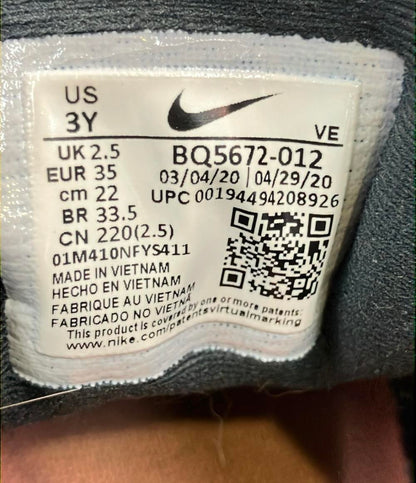 US
3Y
VE
UK 2.5
BQ5672-012
EUR 35
03/04/20 04/29/20
cm 22
UPC 00194494208926
BR 33.5
CN 220(2.5)
01M410NFYS411
MADE IN VIETNAM
HECHO EN VIETNAM
FABRIQUE AU VIETNAM
FABRICADO NO VIETNÃ
This product is covered by one or more patents:
www.nike.com/patentsvirtualmarking